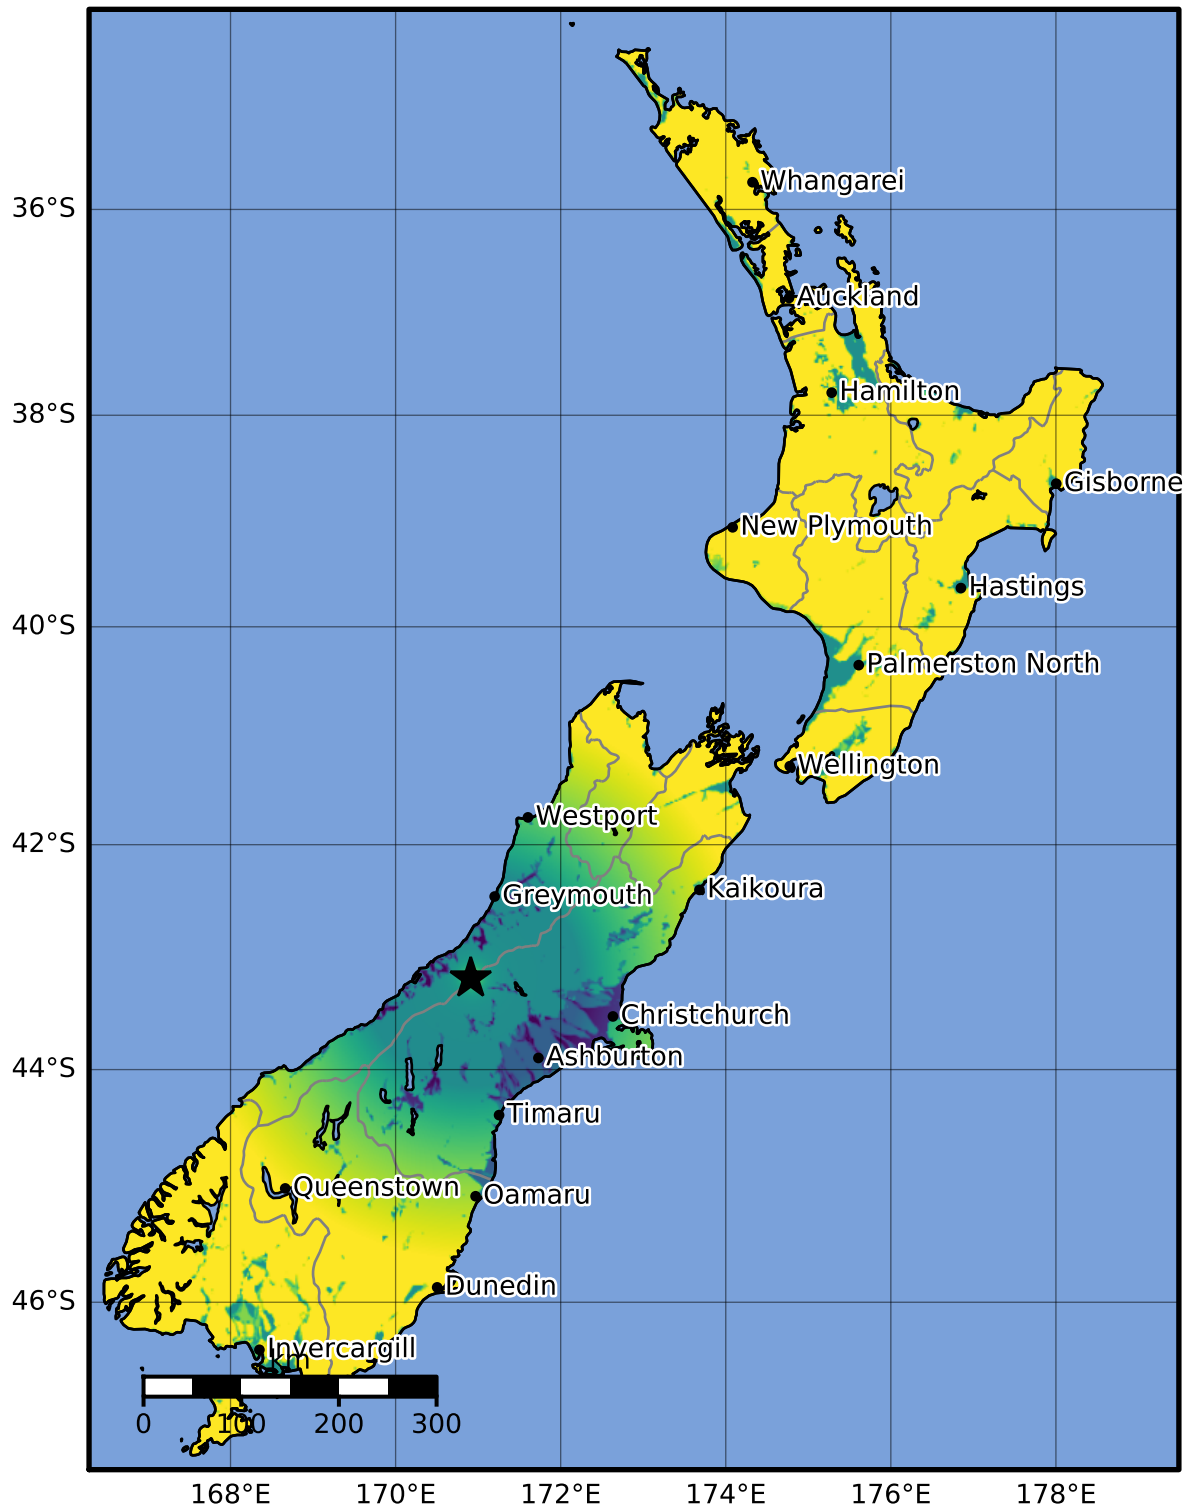 Whangarei
36°S
Auckland
Hamilton
38°S
Gisborne
New Plymouth
Hastings
40°S
Palmerston North
Wellington
Westport
42°S
Kaikoura
Greymouth
Christchurch
Ashburton
44°S
Timaru
Queenstown
Oamaru
Dunedin
46°S
Invercargill
km
0 100 200 300
168°E 170°E 172°E 174°E 176°E 178°E